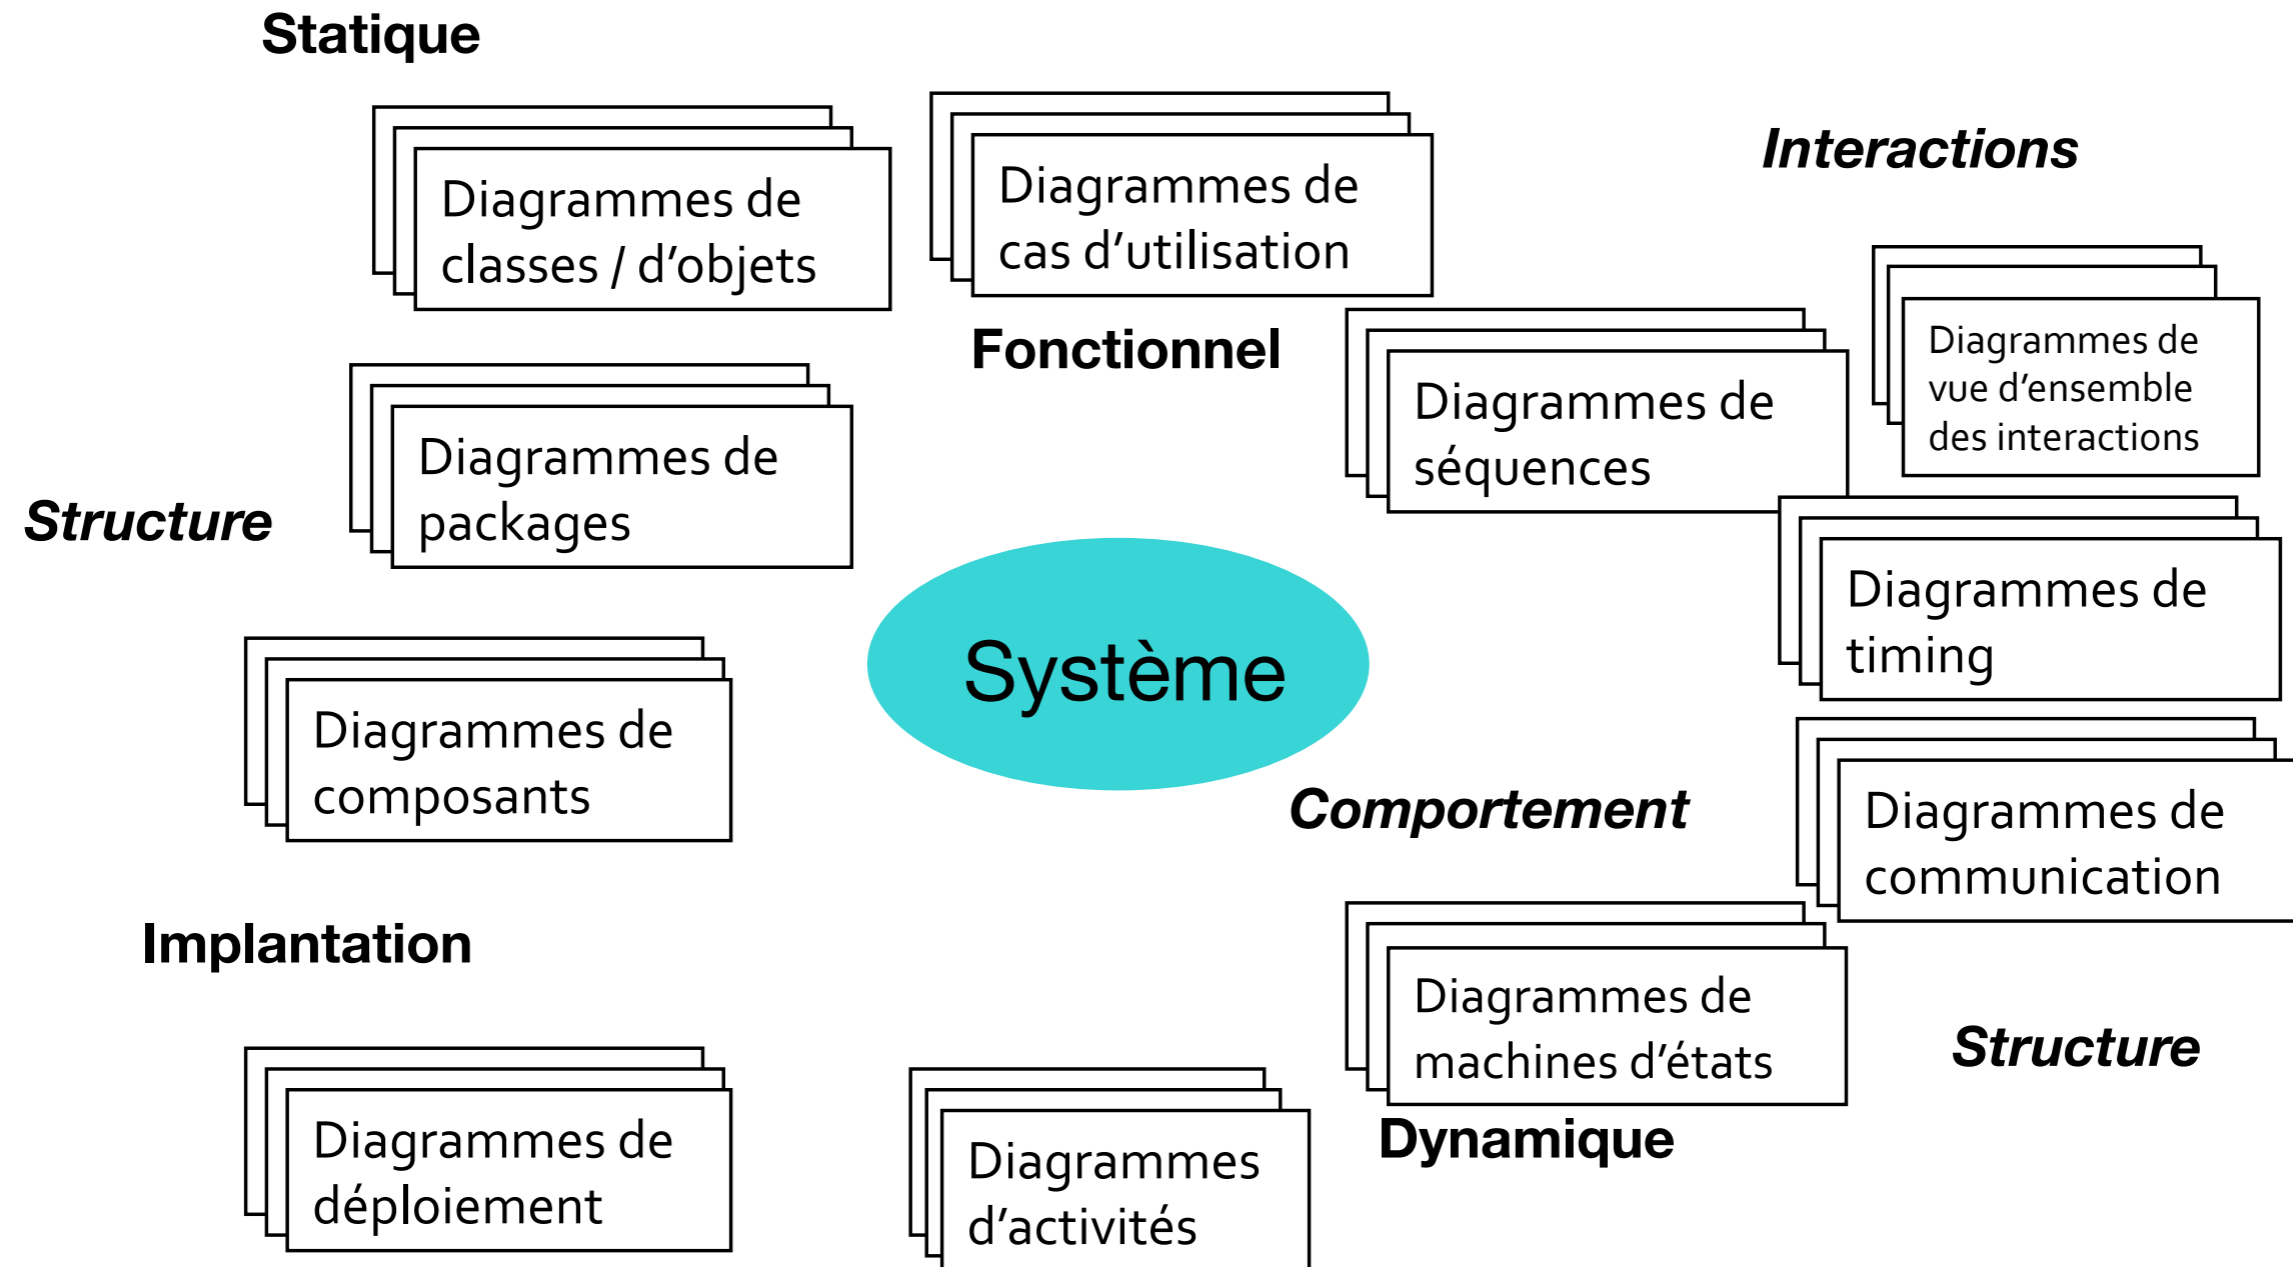 Statique
Diagrammes de
classes / d’objets
Diagrammes de
cas d’utilisation
Interactions
Fonctionnel
Diagrammes de
séquences
Diagrammes de
vue d’ensemble
des interactions
Diagrammes de
packages
Structure
Diagrammes de
timing
Système
Diagrammes de
composants
Comportement
Diagrammes de
communication
Implantation
Diagrammes de
machines d’états
Structure
Dynamique
Diagrammes de
déploiement
Diagrammes
d’activités